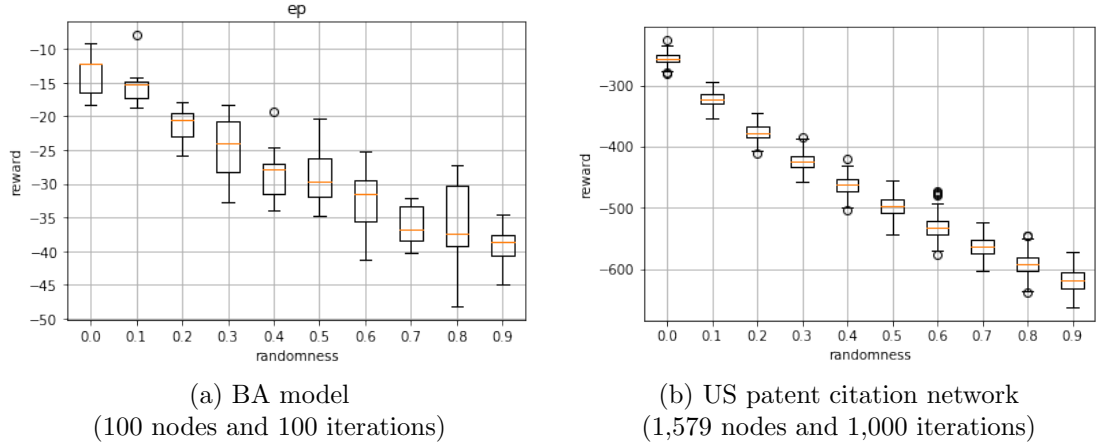 ep
−10
−15
−20
−25
−30
−35
−40
−45
−50
reward
0.0 0.1 0.2 0.3 0.4 0.5 0.6 0.7 0.8 0.9
randomness
(a) BA model
(100 nodes and 100 iterations)
−300
−400
−500
−600
reward
0.0 0.1 0.2 0.3 0.4 0.5 0.6 0.7 0.8 0.9
randomness
(b) US patent citation network
(1,579 nodes and 1,000 iterations)